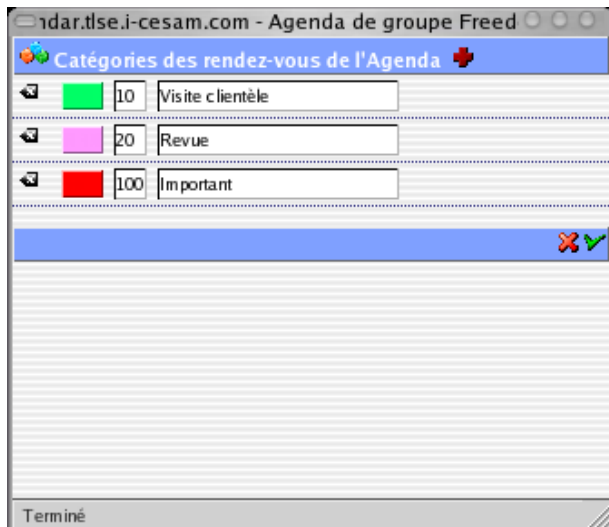 ndar.tlse.i-cesam.com - Agenda de groupe Freed
Catégories des rendez-vous de l'Agenda
10 Visite clientèle
20 Revue
100 Important
Terminé